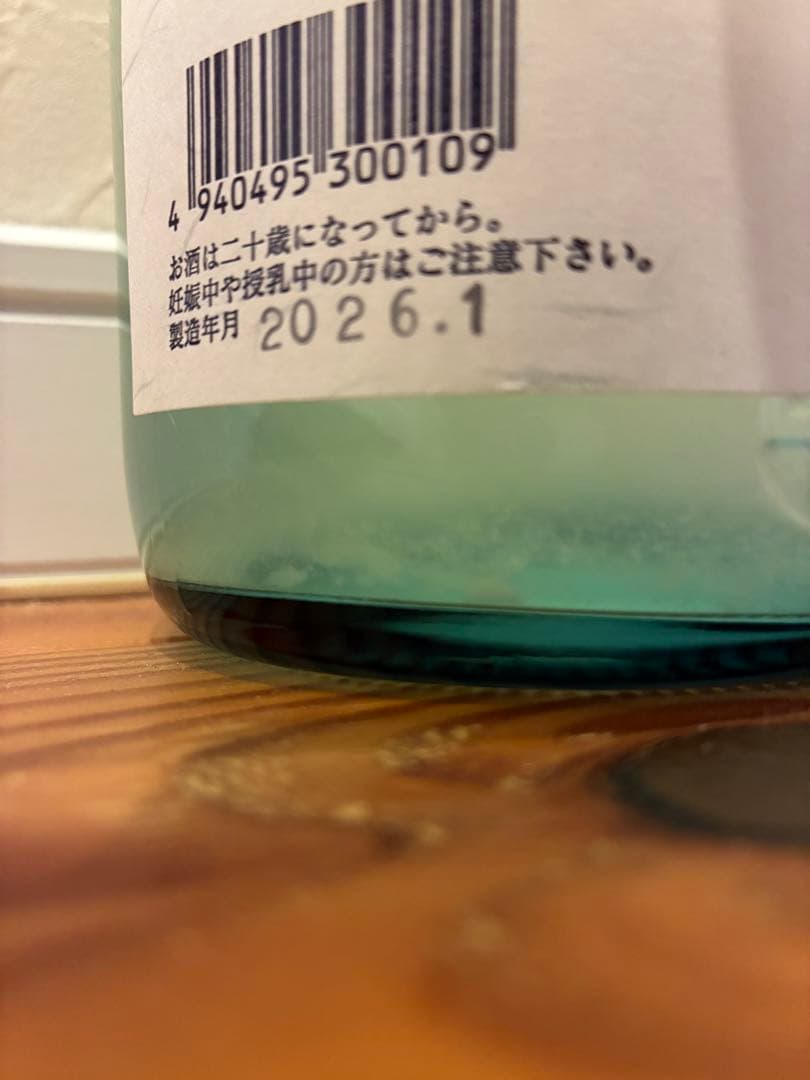 4 940495 300109
お酒は二十歳になってから。
妊娠中や授乳中の方はご注意下さい。
製造年月 2026.1